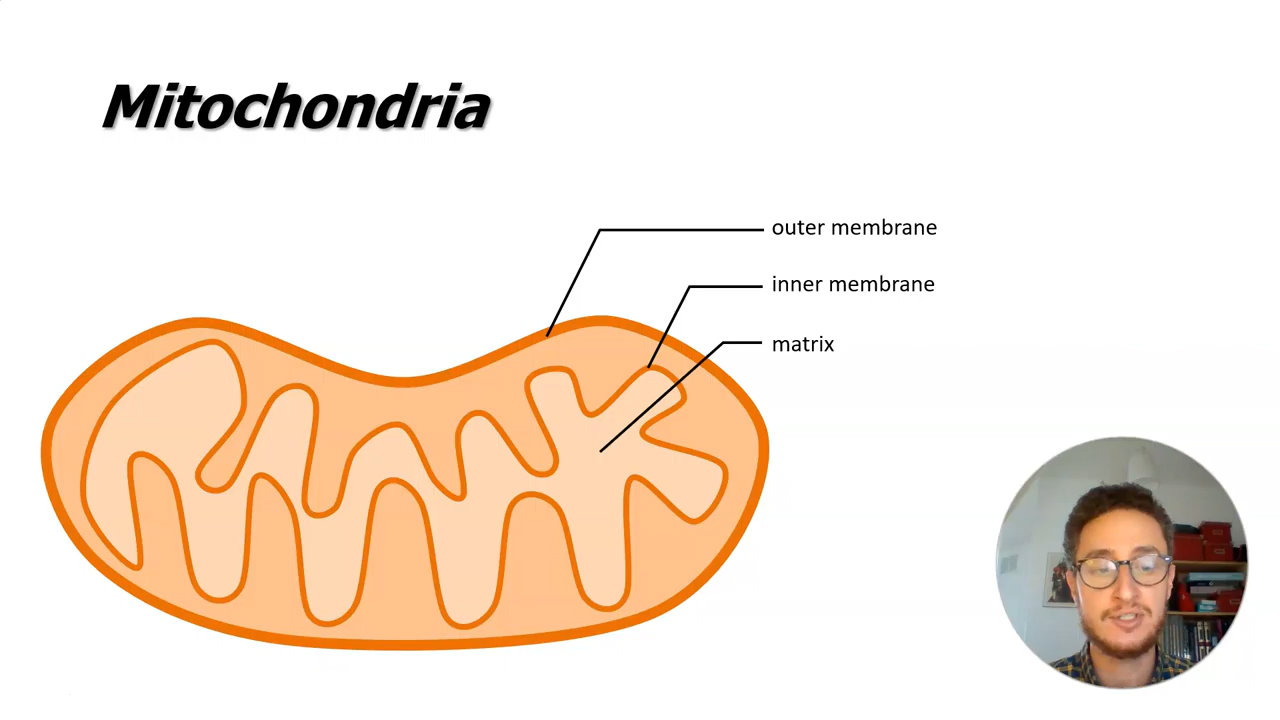 Mitochondria
outer membrane
inner membrane
matrix